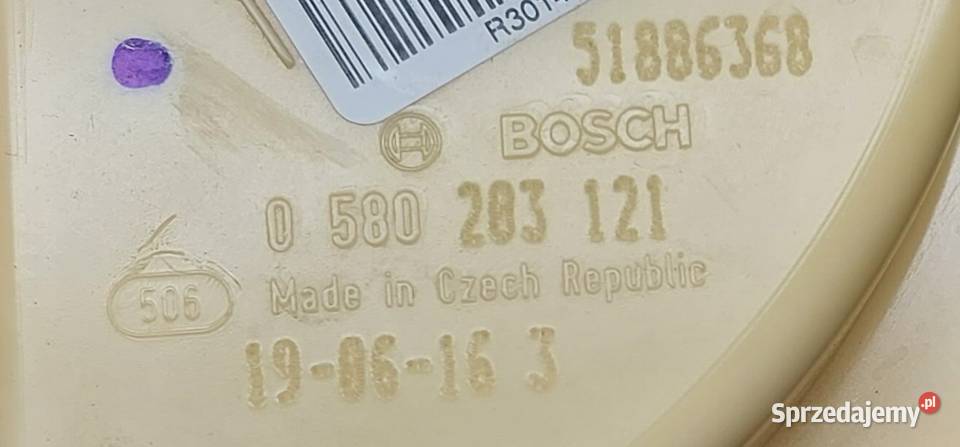 51886368
BOSCH
0 580 203 121
506
Made in Czech Republic
19-06-16 3
Sprzedajemy.pl